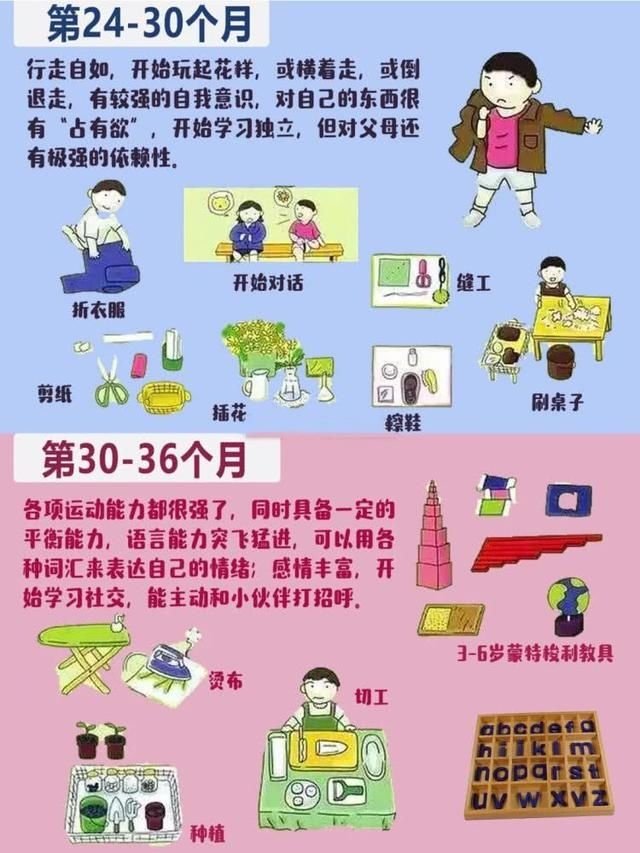 第24-30个月
行走自如，开始玩起花样，或横着走，或倒
退走，有较强的自我意识，对自己的东西很
有“占有欲”，开始学习独立，但对父母还
有极强的依赖性。
折衣服
开始对话
缝工
剪纸
插花
擦鞋
刷桌子
第30-36个月
各项运动能力都很强了，同时具备一定的
平衡能力，语言能力突飞猛进，可以用各
种词汇来表达自己的情绪；感情丰富，开
始学习社交，能主动和小伙伴打招呼。
3-6岁蒙特梭利教具
烫布
切工
种植
abcdefg
hijklm
nopqrst
uvwxyz